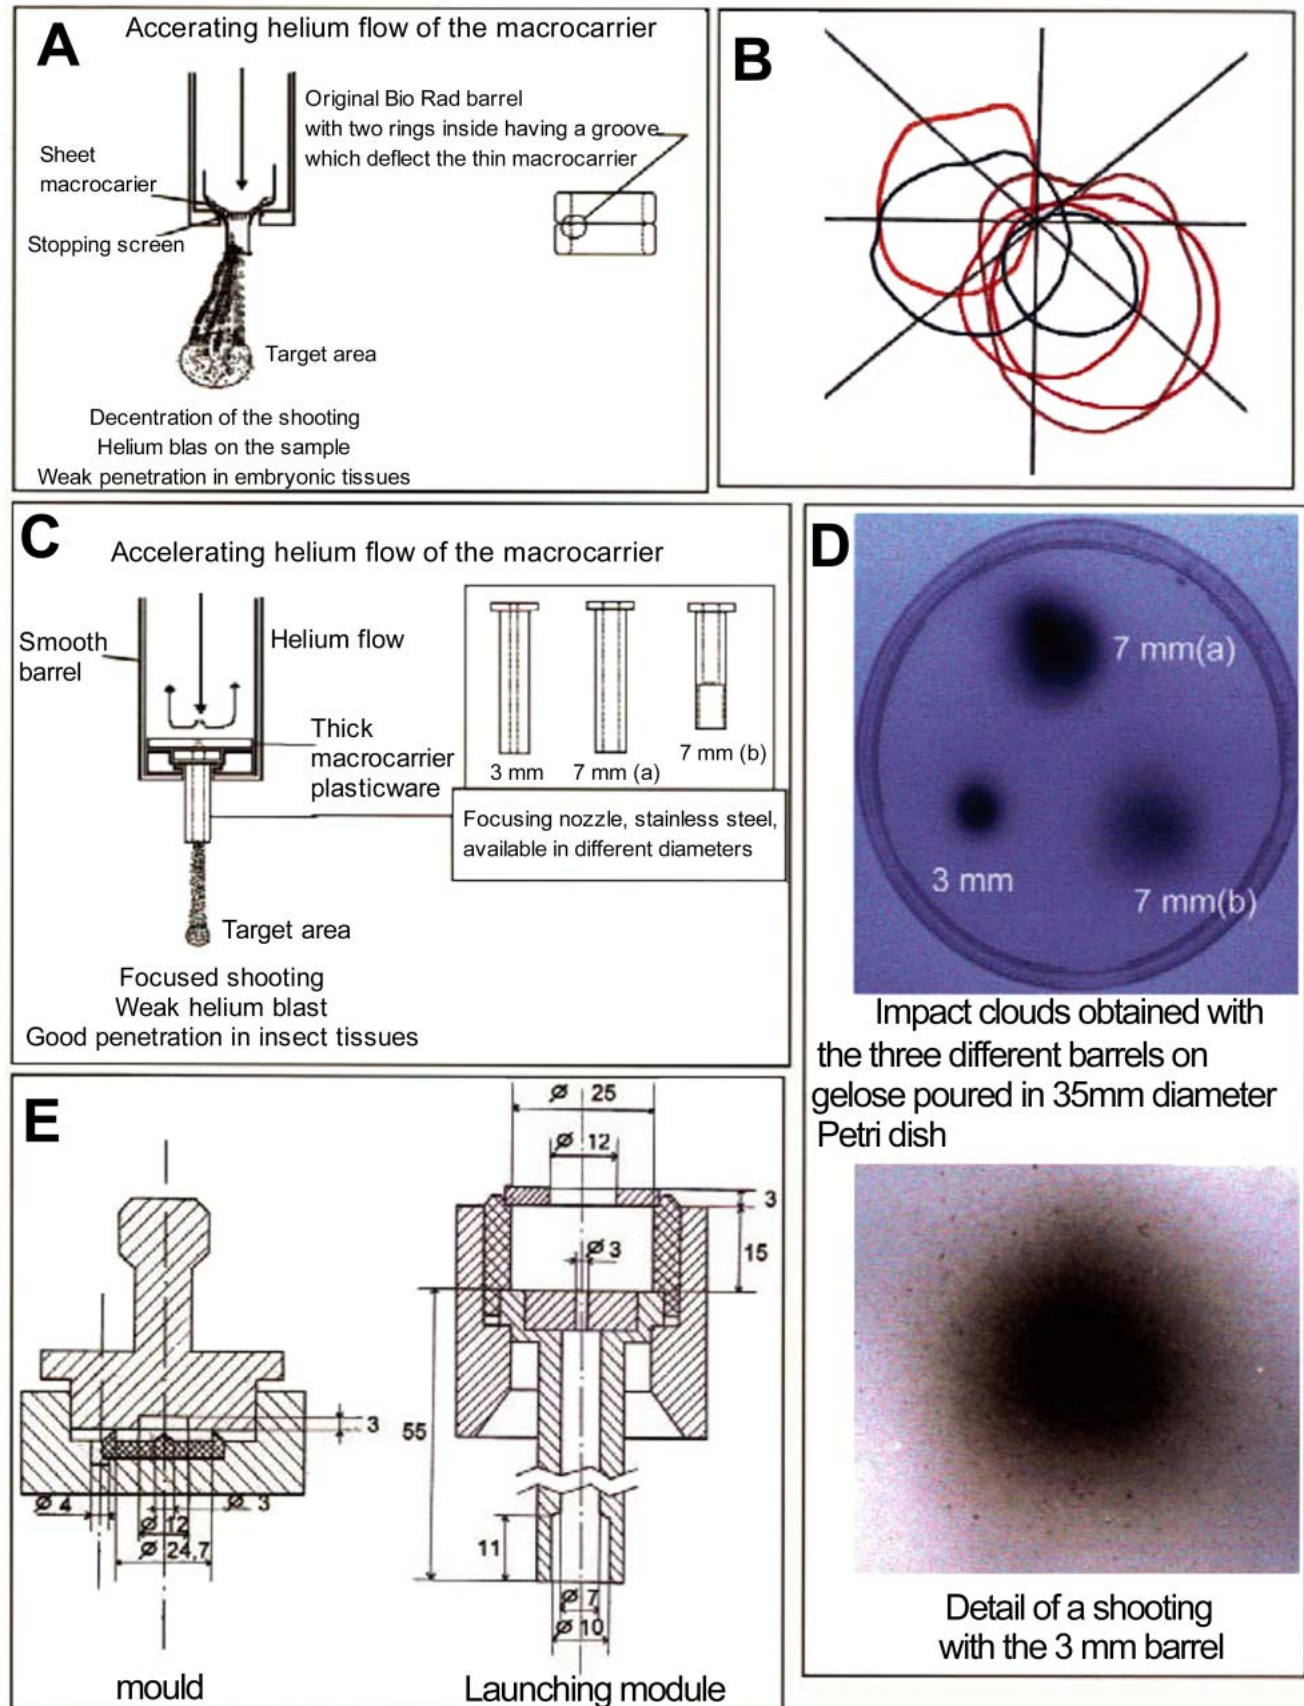 A
Accerating helium flow of the macrocarrier
Original Bio Rad barrel
with two rings inside having a groove
which deflect the thin macrocarrier
Sheet
macrocarier
Stopping screen
Target area
Decentration of the shooting
Helium blas on the sample
Weak penetration in embryonic tissues
B
C
Accelerating helium flow of the macrocarrier
Smooth
barrel
Helium flow
Thick
macrocarrier
plasticware
3 mm
7 mm (a)
7 mm (b)
Focusing nozzle, stainless steel,
available in different diameters
Target area
Focused shooting
Weak helium blast
Good penetration in insect tissues
D
7 mm(a)
3 mm
7 mm(b)
Impact clouds obtained with
the three different barrels on
gelose poured in 35mm diameter
Petri dish
Detail of a shooting
with the 3 mm barrel
E
3
Ø 4
Ø 3
Ø 12
Ø 24,7
mould
Ø 25
Ø 12
3
15
Ø 3
55
11
Ø 7
Ø 10
Launching module